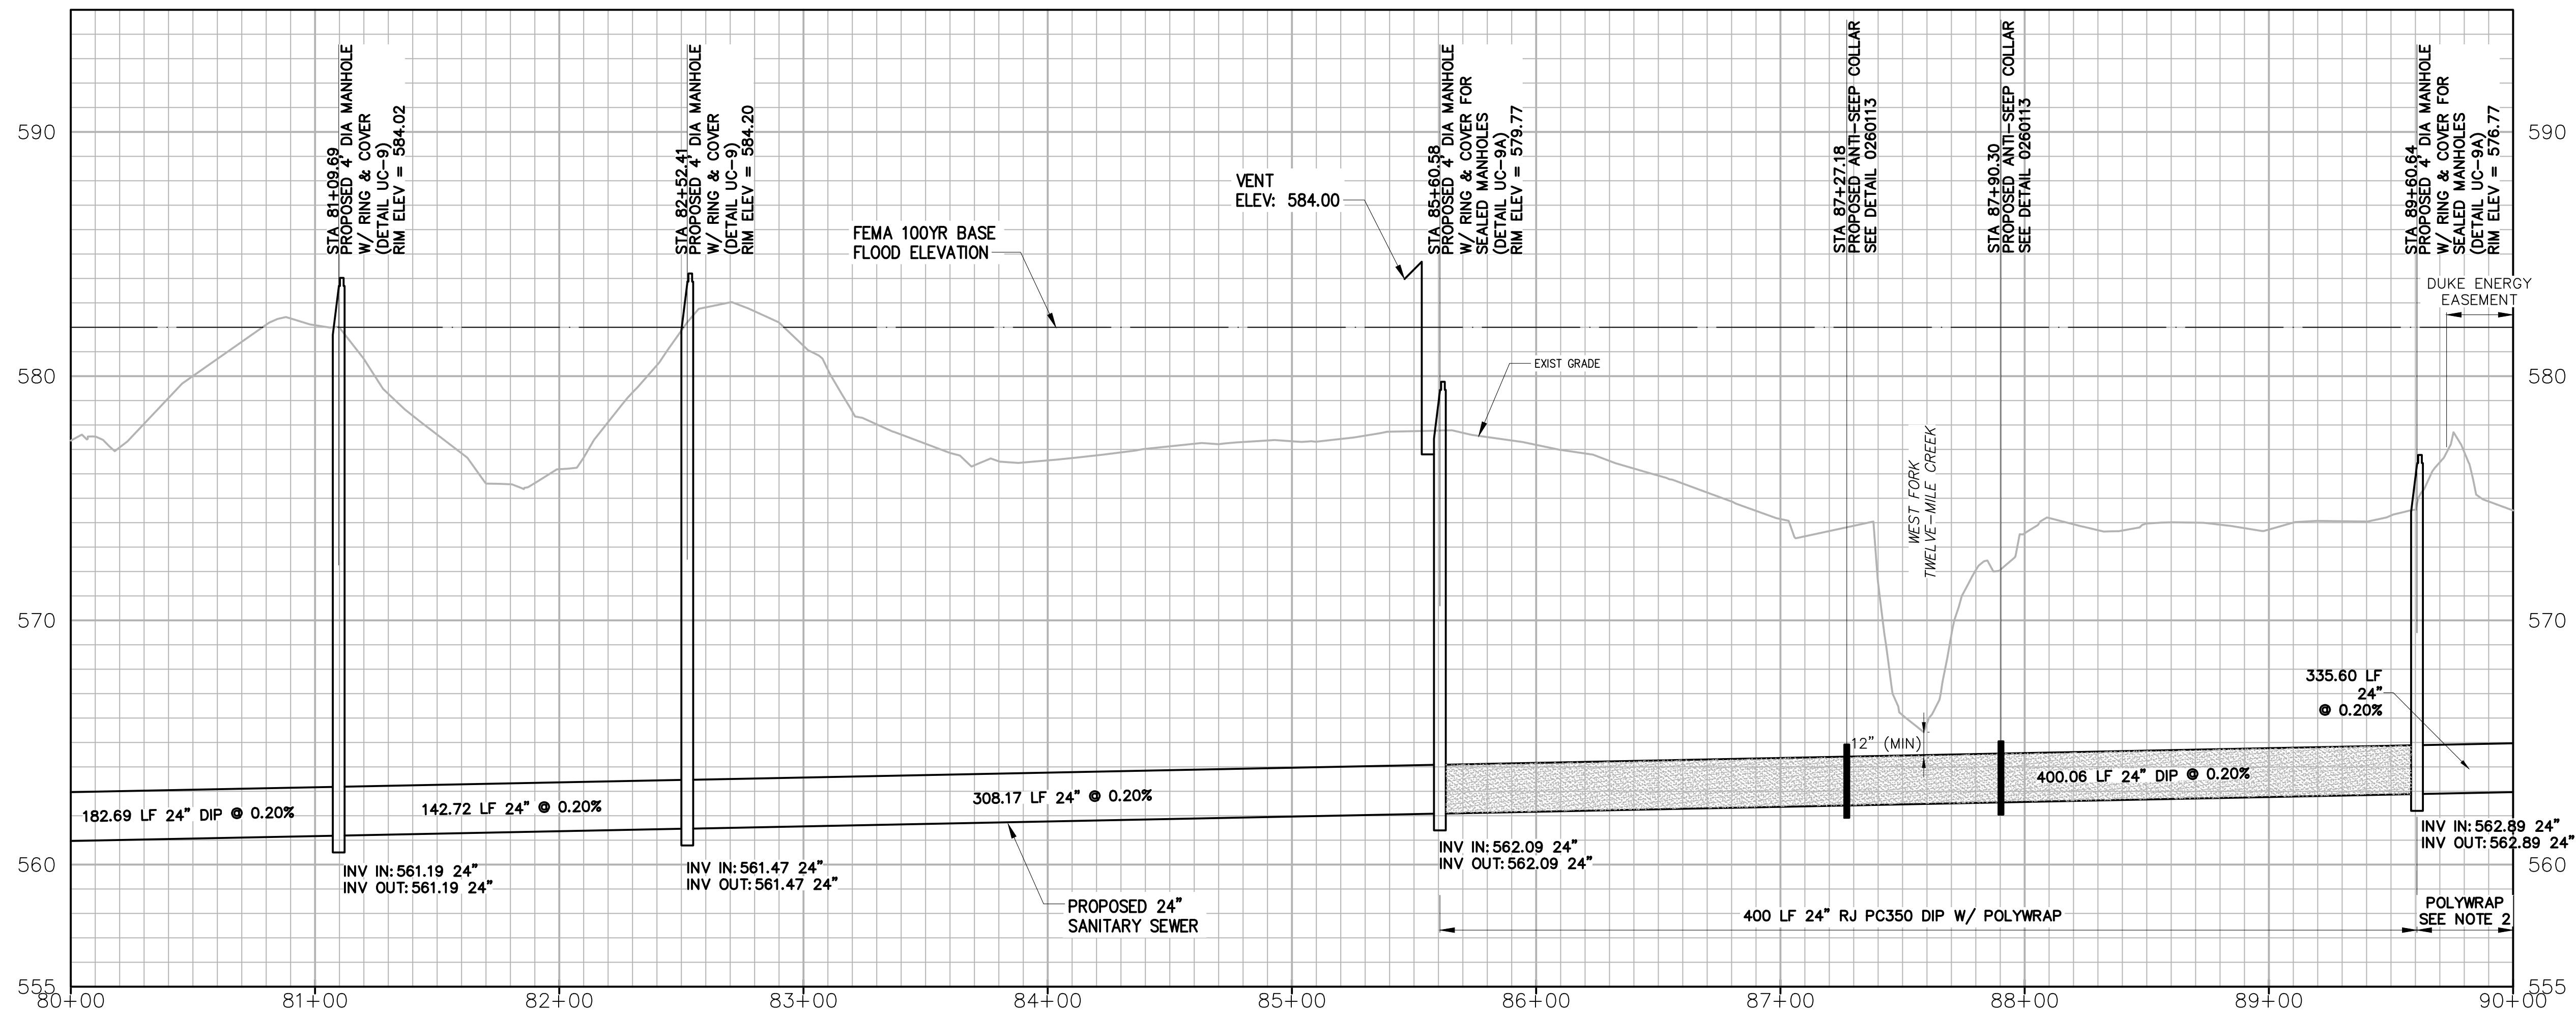 STA 81+09.69
PROPOSED 4' DIA MANHOLE
W/ RING & COVER
(DETAIL UC-9)
RIM ELEV = 584.02
STA 82+52.41
PROPOSED 4' DIA MANHOLE
W/ RING & COVER
(DETAIL UC-9)
RIM ELEV = 584.20
STA 85+60.58
PROPOSED 4' DIA MANHOLE
W/ RING & COVER FOR
SEALED MANHOLES
(DETAIL UC-9A)
RIM ELEV = 579.77
STA 87+27.18
PROPOSED ANTI-SEEP COLLAR
SEE DETAIL 0260113
STA 87+90.30
PROPOSED ANTI-SEEP COLLAR
SEE DETAIL 0260113
STA 89+60.64
PROPOSED 4' DIA MANHOLE
W/ RING & COVER FOR
SEALED MANHOLES
(DETAIL UC-9A)
RIM ELEV = 576.77
590
590
VENT
ELEV: 584.00
FEMA 100YR BASE
FLOOD ELEVATION
DUKE ENERGY
EASEMENT
580
EXIST GRADE
580
WEST FORK
TWELVE-MILE CREEK
570
570
335.60 LF
24"
@ 0.20%
12" (MIN)
182.69 LF 24" DIP @ 0.20%
142.72 LF 24" @ 0.20%
308.17 LF 24" @ 0.20%
400.06 LF 24" DIP @ 0.20%
560
INV IN: 561.19 24"
INV OUT: 561.19 24"
INV IN: 561.47 24"
INV OUT: 561.47 24"
INV IN: 562.09 24"
INV OUT: 562.09 24"
INV IN: 562.89 24"
INV OUT: 562.89 24"
560
PROPOSED 24"
SANITARY SEWER
400 LF 24" RJ PC350 DIP W/ POLYWRAP
POLYWRAP
SEE NOTE 2
555
555
80+00
81+00
82+00
83+00
84+00
85+00
86+00
87+00
88+00
89+00
90+00